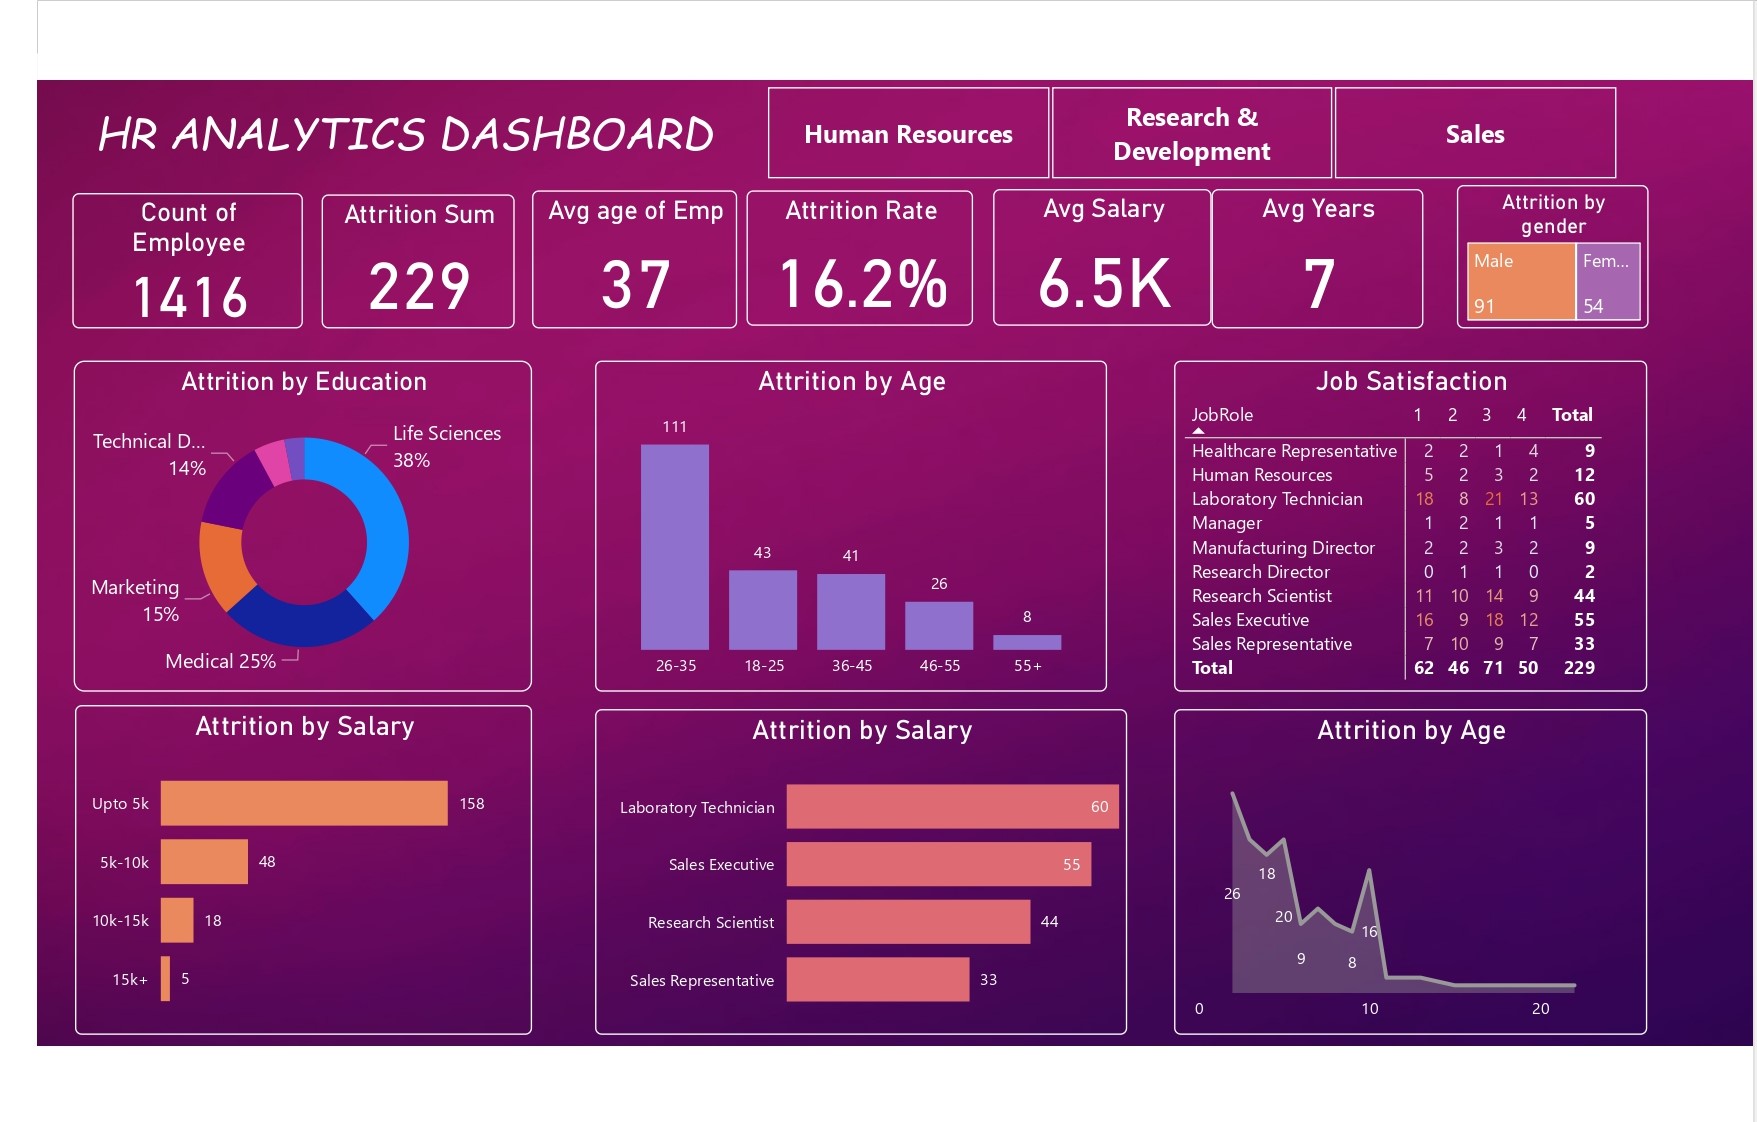 HR ANALYTICS DASHBOARD
Human Resources
Research &
Development
Sales
Count of
Employee
1416
Attrition Sum
229
Avg age of Emp
37
Attrition Rate
16.2%
Avg Salary
6.5K
Avg Years
7
Attrition by
gender
Male
Fem...
91
54
Attrition by Education
Life Sciences
38%
Technical D...
14%
Marketing
15%
Medical 25%
Attrition by Age
111
43
41
26
8
26-35 18-25 36-45 46-55 55+
Job Satisfaction
JobRole 1 2 3 4 Total
Healthcare Representative 2 2 1 4 9
Human Resources 5 2 3 2 12
Laboratory Technician 18 8 21 13 60
Manager 1 2 1 1 5
Manufacturing Director 2 2 3 2 9
Research Director 0 1 1 0 2
Research Scientist 11 10 14 9 44
Sales Executive 16 9 18 12 55
Sales Representative 7 10 9 7 33
Total 62 46 71 50 229
Attrition by Salary
Upto 5k 158
5k-10k 48
10k-15k 18
15k+ 5
Attrition by Salary
Laboratory Technician 60
Sales Executive 55
Research Scientist 44
Sales Representative 33
Attrition by Age
18
26
20
16
9
8
0 10 20